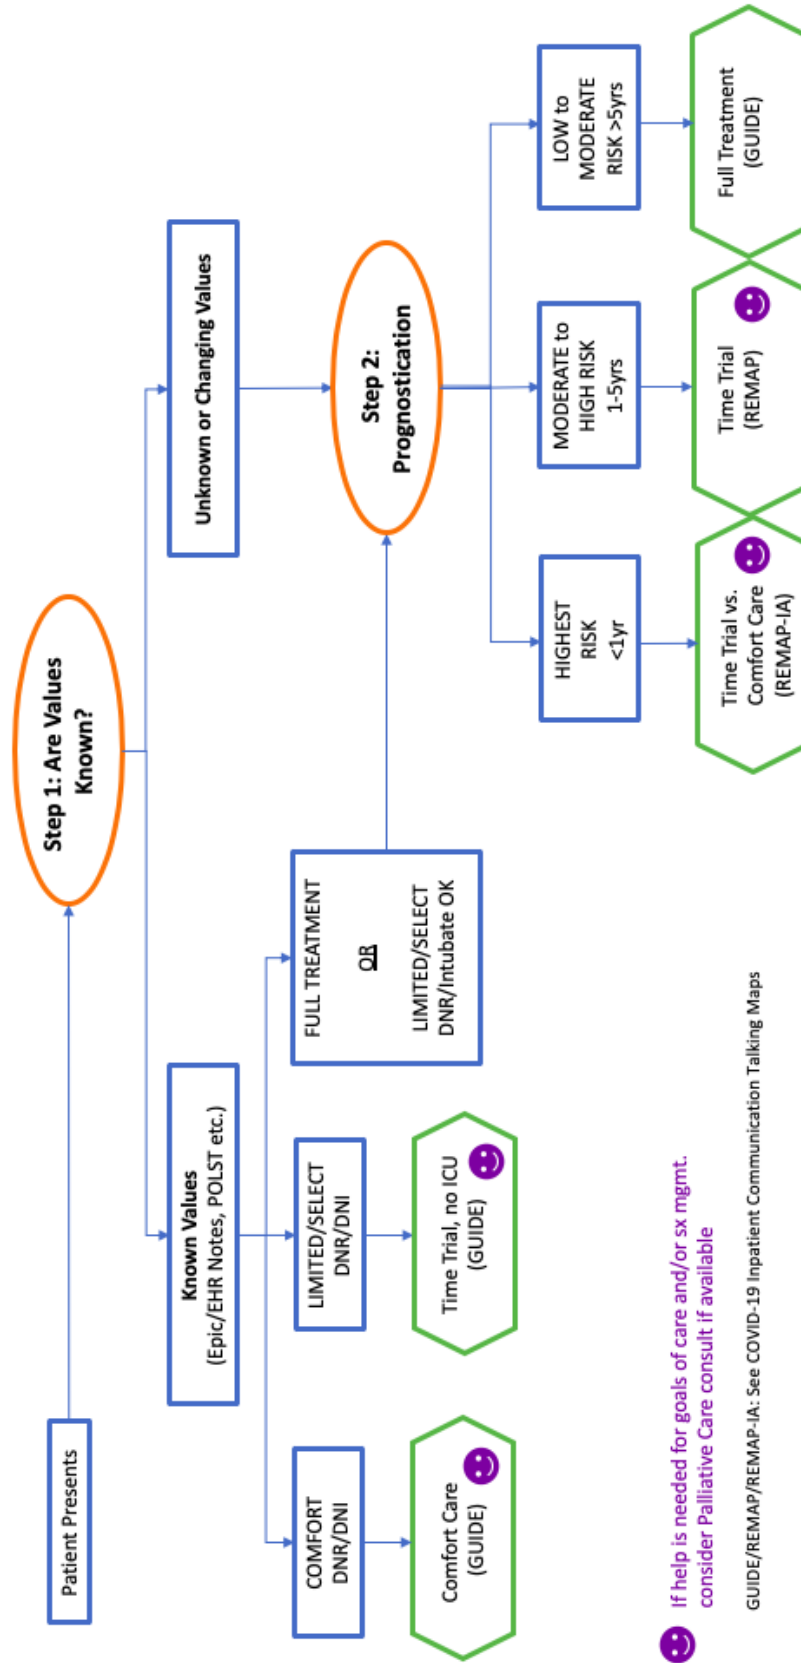 Patient Presents
Step 1: Are Values
Known?
Known Values
(Epic/EHR Notes, POLST etc.)
Unknown or Changing Values
COMFORT
DNR/DNI
LIMITED/SELECT
DNR/DNI
FULL TREATMENT
OR
LIMITED/SELECT
DNR/Intubate OK
Step 2:
Prognostication
Comfort Care
(GUIDE)
Time Trial, no ICU
(GUIDE)
HIGHEST
RISK
<1yr
MODERATE to
HIGH RISK
1-5yrs
LOW to
MODERATE
RISK >5yrs
Time Trial vs.
Comfort Care
(REMAP-IA)
Time Trial
(REMAP)
Full Treatment
(GUIDE)
If help is needed for goals of care and/or sx mgmt.
consider Palliative Care consult if available
GUIDE/REMAP/REMAP-IA: See COVID-19 Inpatient Communication Talking Maps